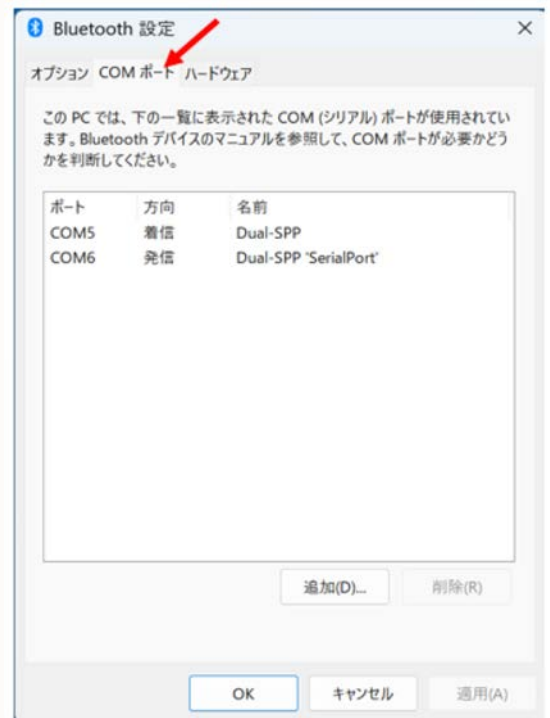 Bluetooth 設定
オプション COM ポート ハードウェア
この PC では、下の一覧に表示された COM (シリアル) ポートが使用されてい
ます。Bluetooth デバイスのマニュアルを参照して、COM ポートが必要かどう
かを判断してください。
ポート 方向 名前
COM5 着信 Dual-SPP
COM6 発信 Dual-SPP 'SerialPort'
追加(D)... 削除(R)
OK キャンセル 適用(A)